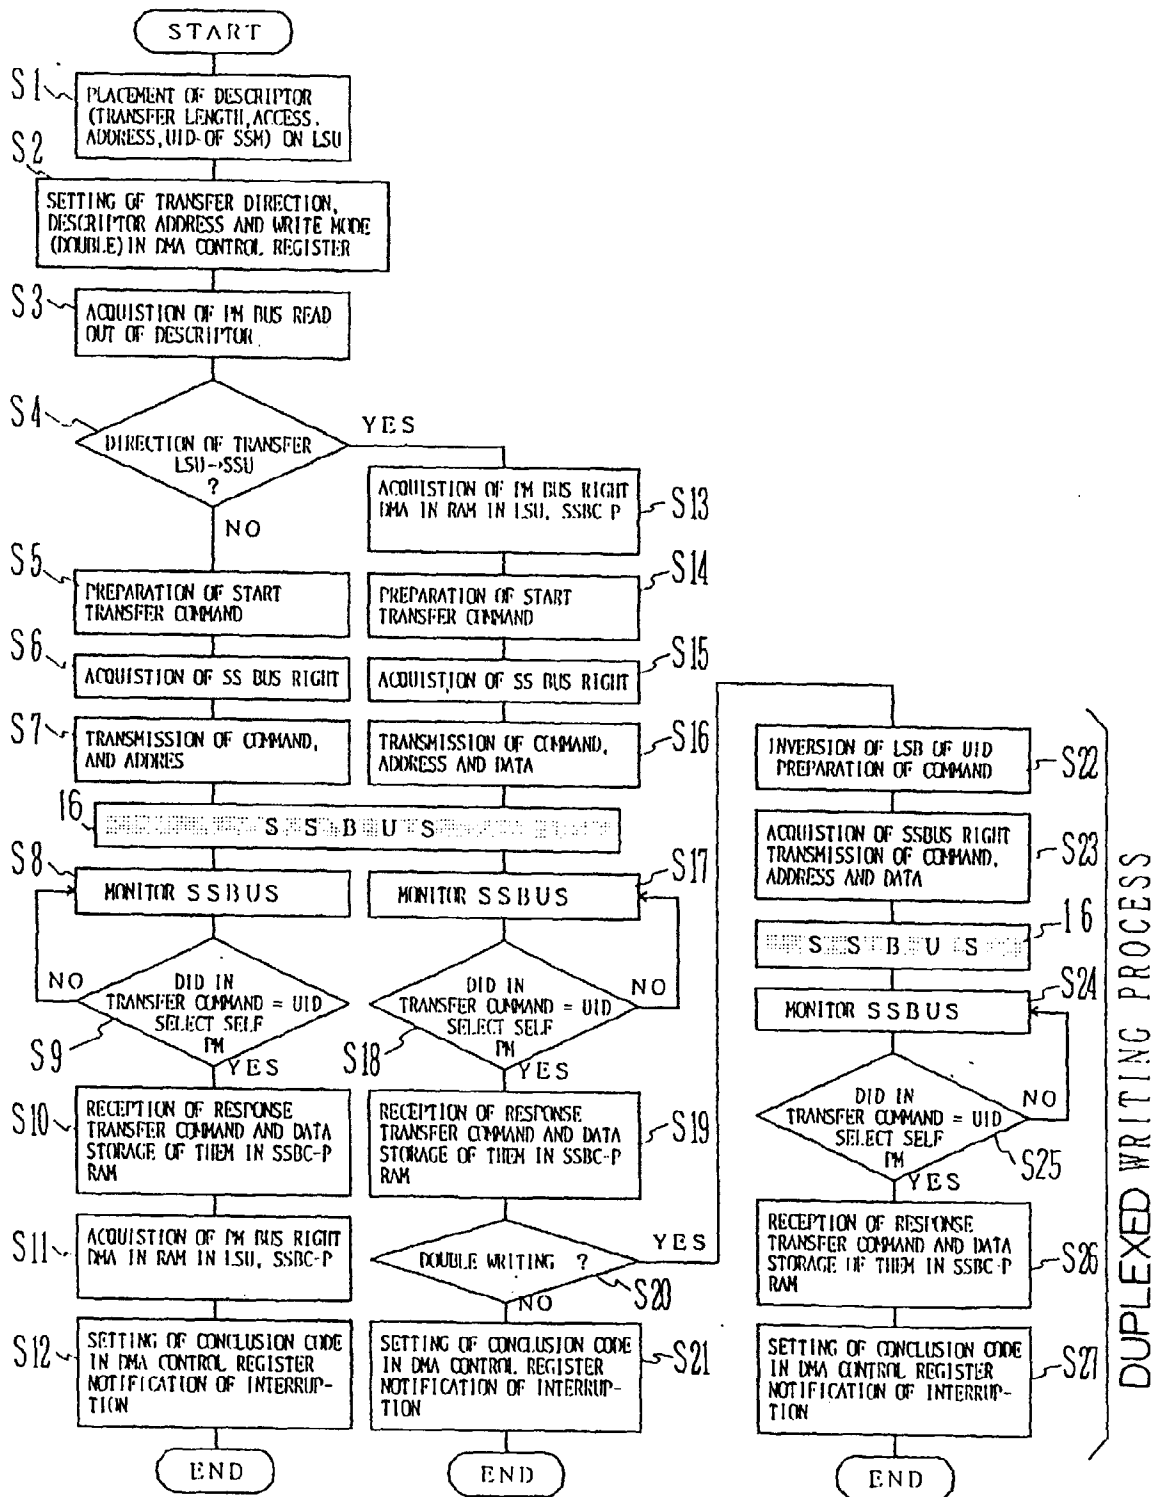 START
S1
PLACEMENT OF DESCRIPTOR
(TRANSFER LENGTH, ACCESS.
ADDRESS, UID-OF SSM) ON LSU
S2
SETTING OF TRANSFER DIRECTION,
DESCRIPTOR ADDRESS AND WRITE MODE
(DOUBLE) IN DMA CONTROL REGISTER
S3
ACQUISTION OF PM BUS READ
OUT OF DESCRIPTOR
S4
DIRECTION OF TRANSFER
LSU→SSU
?
YES
NO
S5
PREPARATION OF START
TRANSFER COMMAND
S6
ACQUISTION OF SS BUS RIGHT
S7
TRANSMISSION OF COMMAND,
AND ADDRES
ACQUISTION OF PM BUS RIGHT
DMA IN RAM IN LSU, SSBC P
S13
S14
PREPARATION OF START
TRANSFER COMMAND
S15
ACQUISTION OF SS BUS RIGHT
TRANSMISSION OF COMMAND,
ADDRESS AND DATA
S16
16
S S B U S
S8
MONITOR SSBUS
NO
DID IN
TRANSFER COMMAND = UID
SELECT SELF
PM
S9
YES
S10
RECEPTION OF RESPONSE
TRANSFER COMMAND AND DATA
STORAGE OF THEM IN SSBC-P
RAM
S11
ACQUISTION OF PM BUS RIGHT
DMA IN RAM IN LSU, SSBC-P
S12
SETTING OF CONCLUSION CODE
IN DMA CONTROL REGISTER
NOTIFICATION OF INTERRUP-
TION
END
S17
MONITOR SSBUS
DID IN
TRANSFER COMMAND = UID
SELECT SELF
PM
NO
S18
YES
RECEPTION OF RESPONSE
TRANSFER COMMAND AND DATA
STORAGE OF THEM IN SSBC-P
RAM
S19
DOUBLE WRITING ?
YES
S20
NO
SETTING OF CONCLUSION CODE
IN DMA CONTROL REGISTER
NOTIFICATION OF INTERRUP-
TION
S21
END
INVERSION OF LSB OF UID
PREPARATION OF COMMAND
S22
ACQUISTION OF SSBUS RIGHT
TRANSMISSION OF COMMAND,
ADDRESS AND DATA
S23
16
S S B U S
S24
MONITOR SSBUS
DID IN
TRANSFER COMMAND = UID
SELECT SELF
PM
NO
S25
YES
RECEPTION OF RESPONSE
TRANSFER COMMAND AND DATA
STORAGE OF THEM IN SSBC-P
RAM
S26
SETTING OF CONCLUSION CODE
IN DMA CONTROL REGISTER
NOTIFICATION OF INTERRUP-
TION
S27
END
DUPLEXED WRITING PROCESS